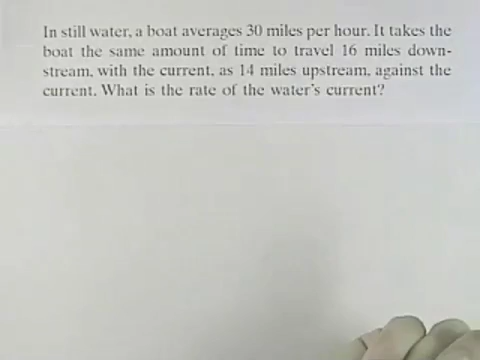 In still water, a boat averages 30 miles per hour. It takes the
boat the same amount of time to travel 16 miles down-
stream, with the current, as 14 miles upstream, against the
current. What is the rate of the water's current?